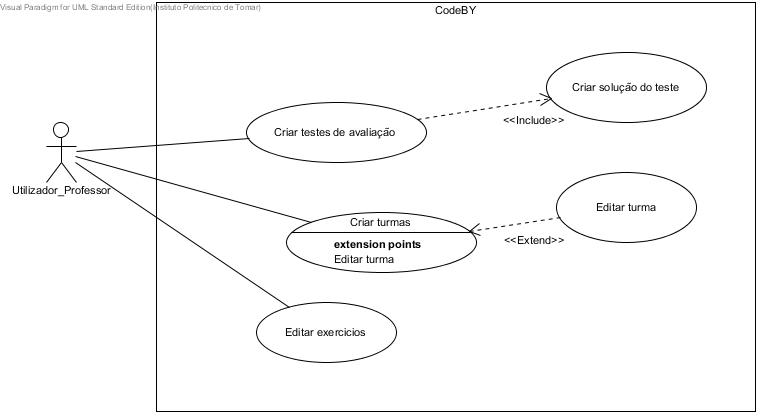 Visual Paradigm for UML Standard Edition(Instituto Politecnico de Tomar)
CodeBY
Criar solução do teste
Criar testes de avaliação
<<Include>>
Utilizador_Professor
Editar turma
Criar turmas
<<Extend>>
extension points
Editar turma
Editar exercicios